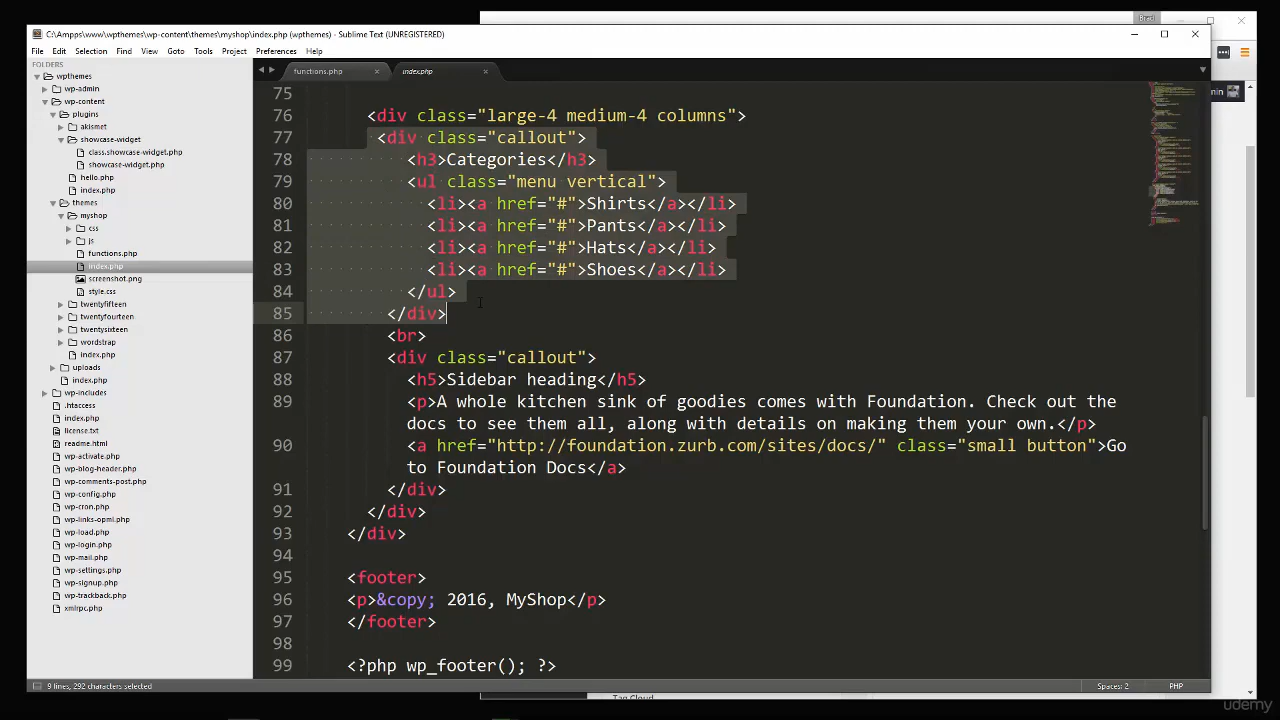 Brad
C:\Ampps\www\wpthemes\wp-content\themes\myshop\index.php (wpthemes) - Sublime Text (UNREGISTERED)
File Edit Selection Find View Goto Tools Project Preferences Help
FOLDERS
wpthemes
wp-admin
wp-content
plugins
akismet
showcase-widget
class.showcase-widget.php
showcase-widget.php
hello.php
index.php
themes
myshop
css
js
functions.php
index.php
screenshot.png
style.css
twentyfifteen
twentyfourteen
twentysixteen
wordstrap
index.php
uploads
index.php
wp-includes
.htaccess
index.php
license.txt
readme.html
wp-activate.php
wp-blog-header.php
wp-comments-post.php
wp-config.php
wp-cron.php
wp-links-opml.php
wp-load.php
wp-login.php
wp-mail.php
wp-settings.php
wp-signup.php
wp-trackback.php
xmlrpc.php
functions.php index.php
75
76 <div class="large-4 medium-4 columns">
77 <div class="callout">
78 <h3>Categories</h3>
79 <ul class="menu vertical">
80 <li><a href="#">Shirts</a></li>
81 <li><a href="#">Pants</a></li>
82 <li><a href="#">Hats</a></li>
83 <li><a href="#">Shoes</a></li>
84 </ul>
85 </div>
86 <br>
87 <div class="callout">
88 <h5>Sidebar heading</h5>
89 <p>A whole kitchen sink of goodies comes with Foundation. Check out the
docs to see them all, along with details on making them your own.</p>
90 <a href="http://foundation.zurb.com/sites/docs/" class="small button">Go
to Foundation Docs</a>
91 </div>
92 </div>
93 </div>
94
95 <footer>
96 <p>&copy; 2016, MyShop</p>
97 </footer>
98
99 <?php wp_footer(); ?>
min
9 lines, 292 characters selected
Spaces: 2
PHP
Tag Cloud
udemy